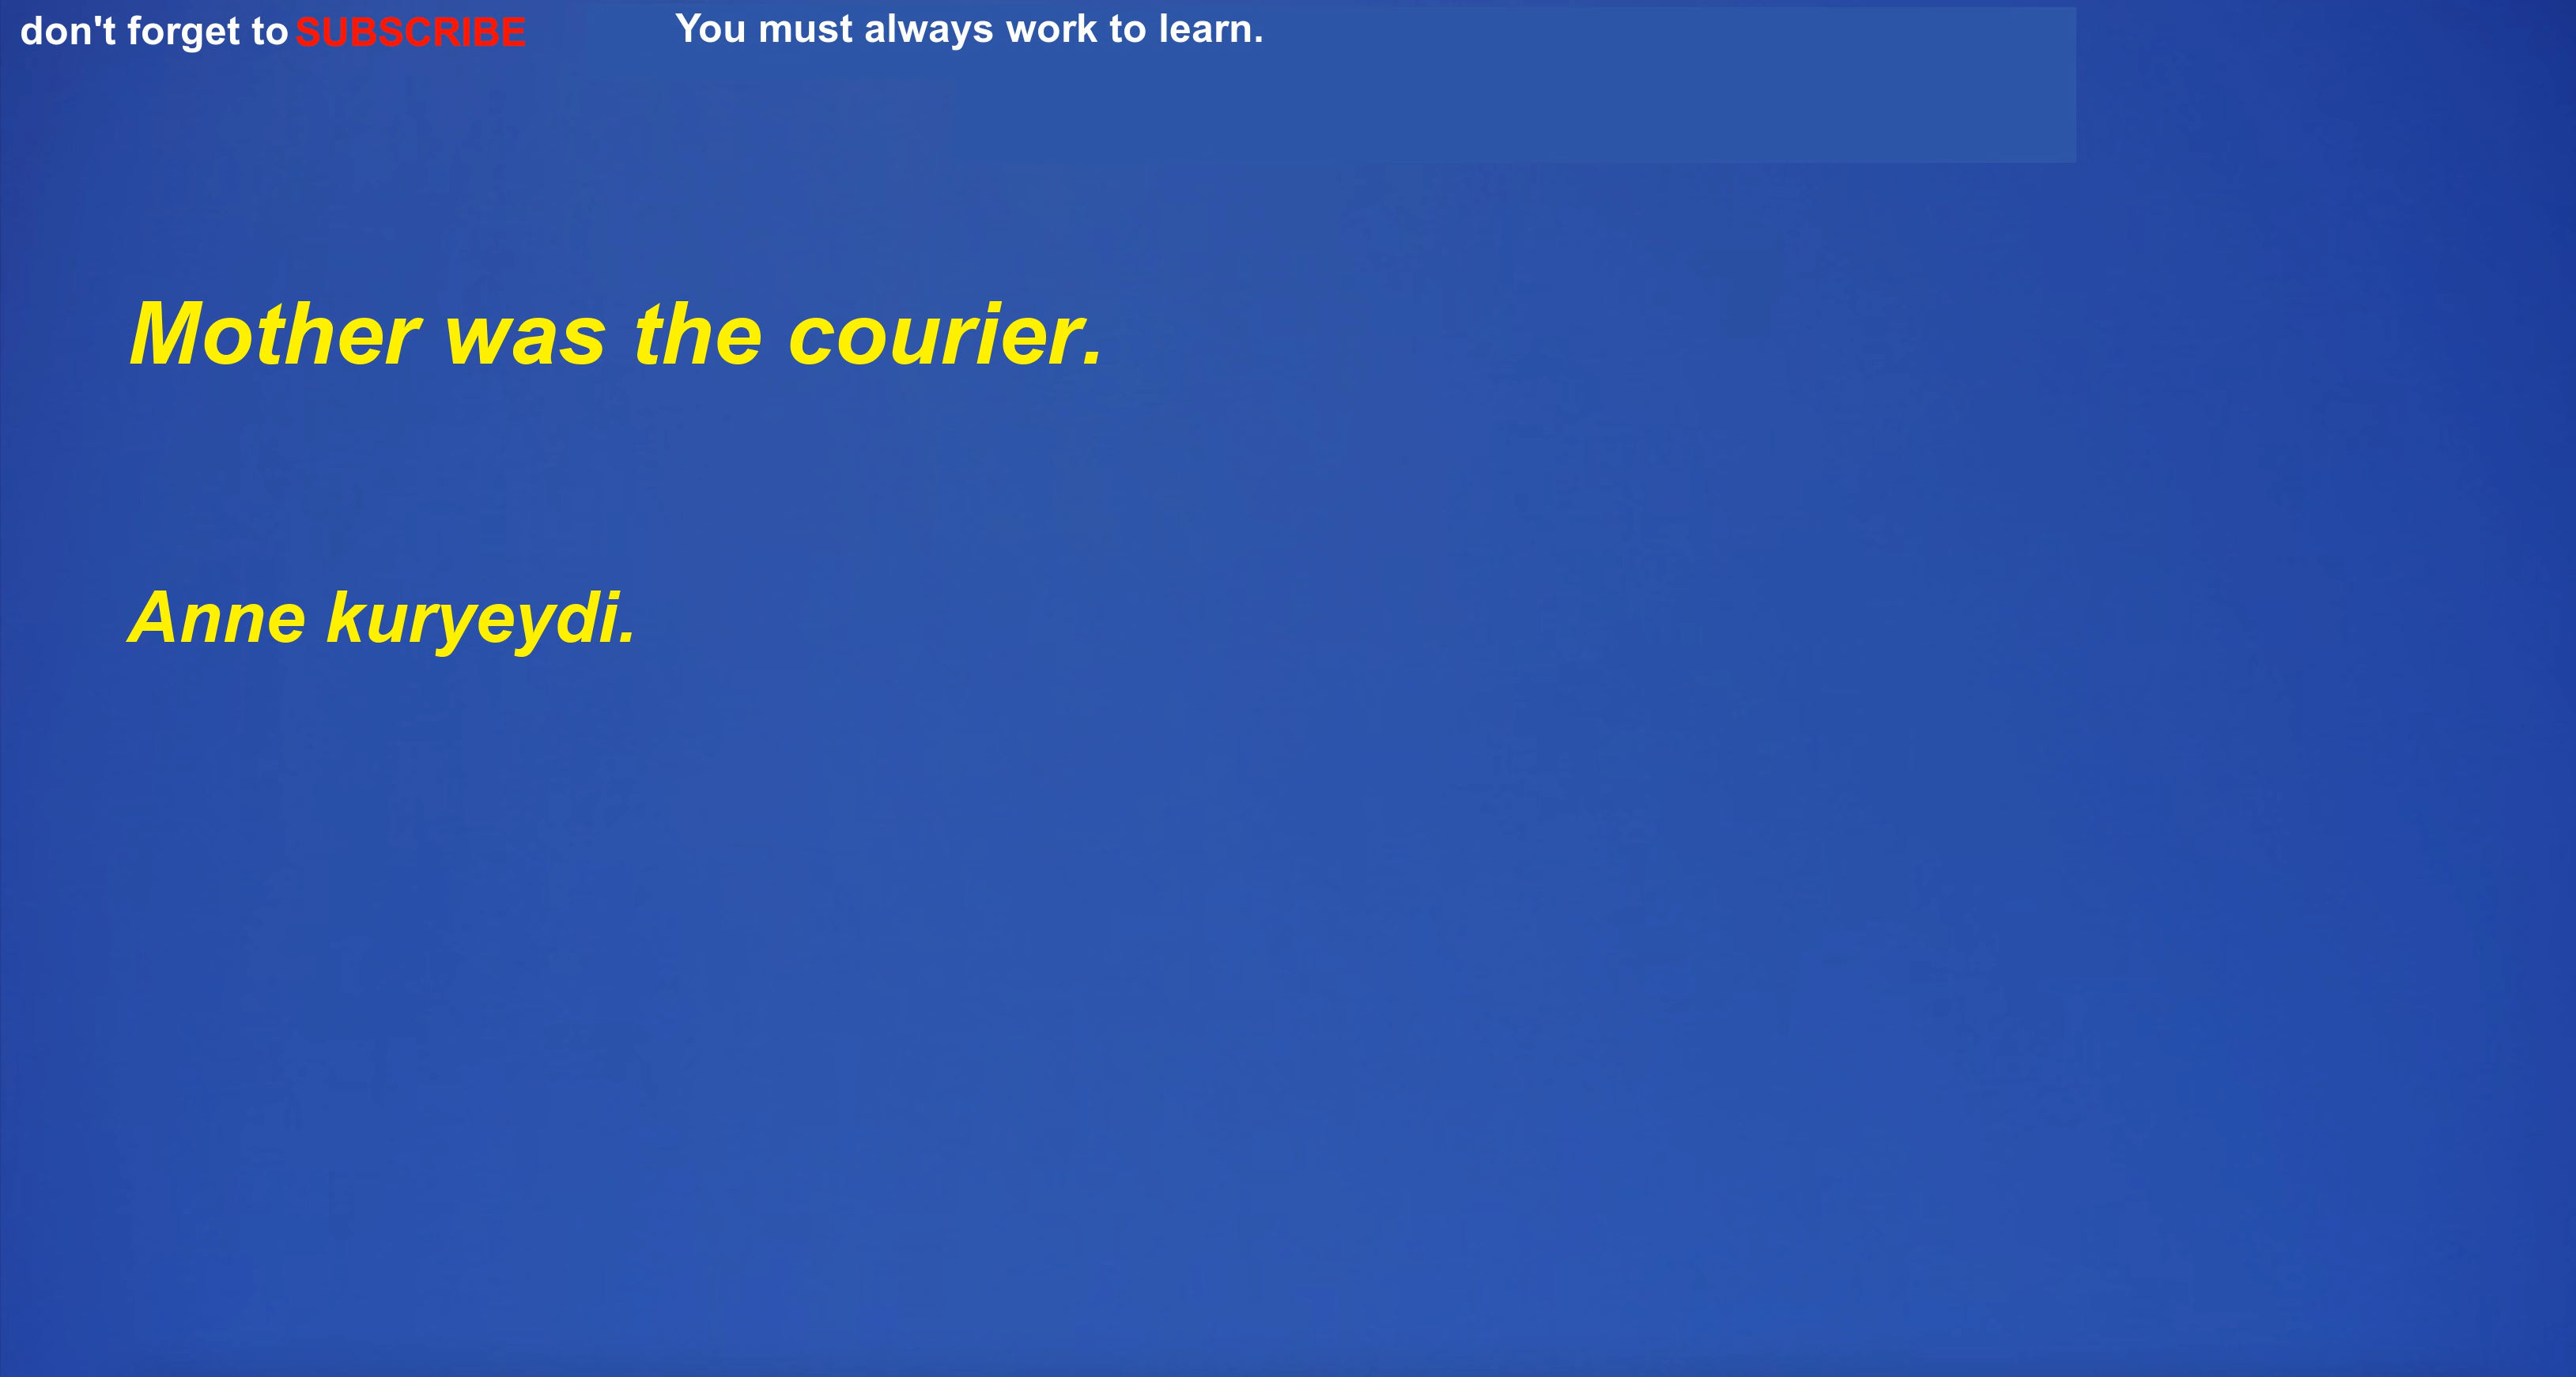 don't forget to SUBSCRIBE
You must always work to learn.
Mother was the courier.
Anne kuryeydi.